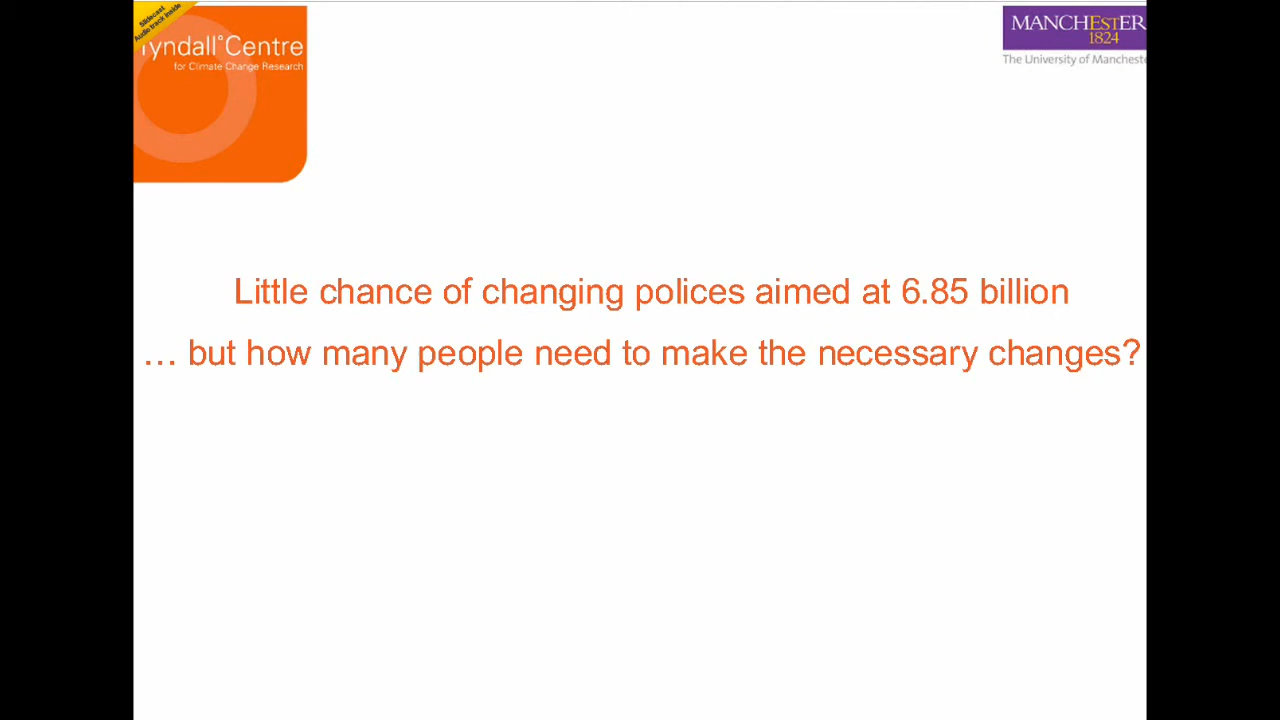 Slidecast
Audio track inside
Tyndall°Centre
for Climate Change Research
MANCHESTER
1824
The University of Mancheste
Little chance of changing polices aimed at 6.85 billion
… but how many people need to make the necessary changes?